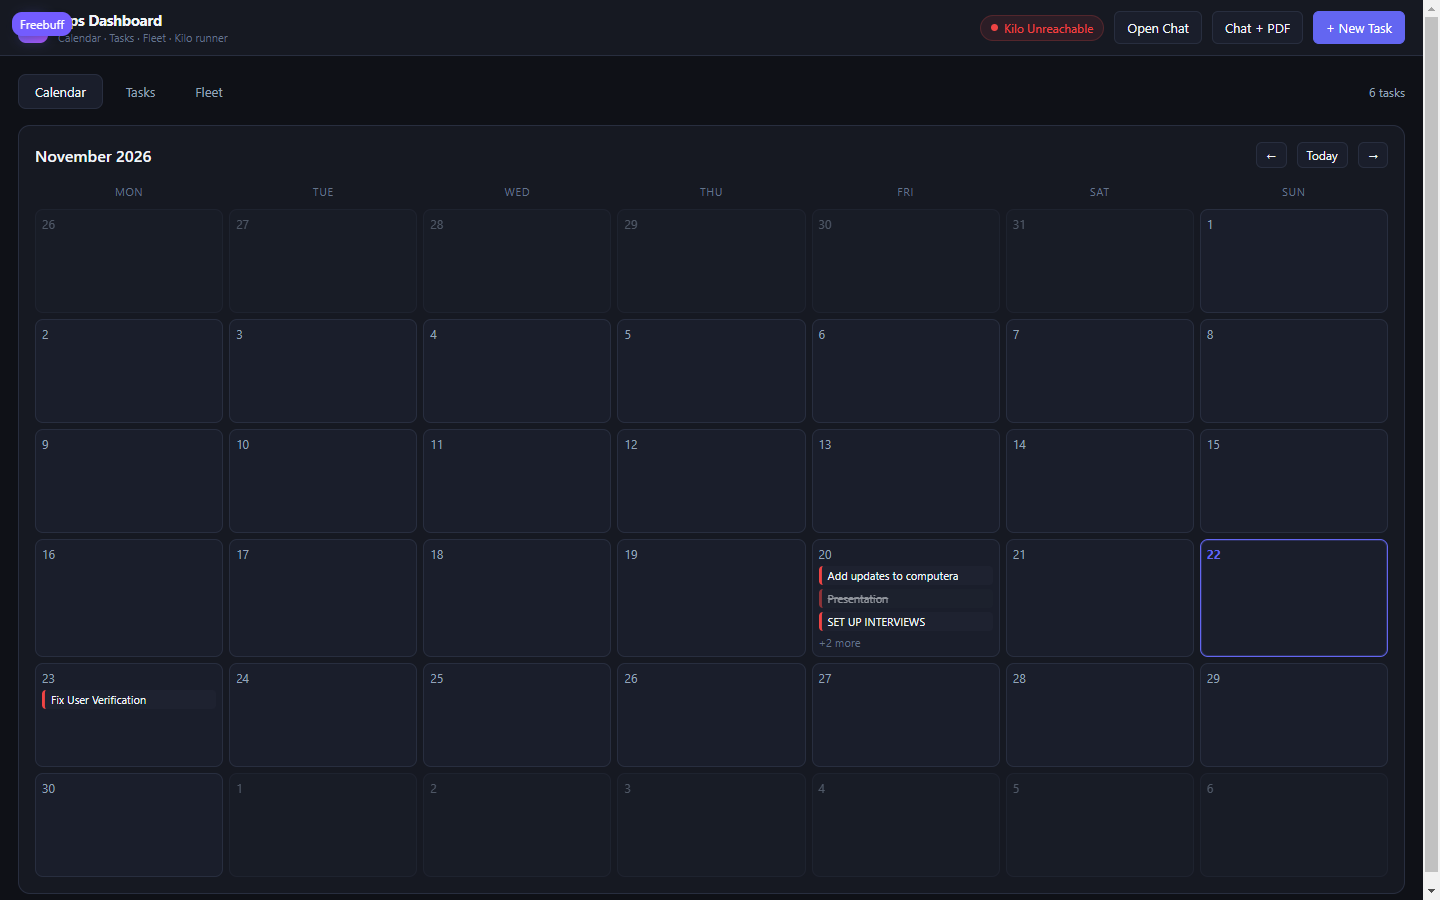 Freebuff
ps Dashboard
Calendar · Tasks · Fleet · Kilo runner
Kilo Unreachable
Open Chat
Chat + PDF
+ New Task
Calendar
Tasks
Fleet
6 tasks
November 2026
←
Today
→
MON TUE WED THU FRI SAT SUN
26 27 28 29 30 31 1
2 3 4 5 6 7 8
9 10 11 12 13 14 15
16 17 18 19 20 21 22
Add updates to computera
Presentation
SET UP INTERVIEWS
+2 more
23 24 25 26 27 28 29
Fix User Verification
30 1 2 3 4 5 6